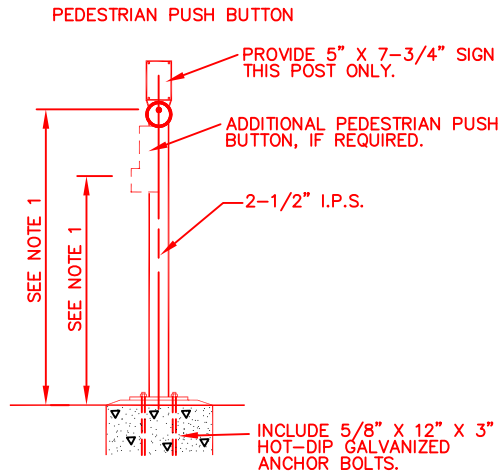 PEDESTRIAN PUSH BUTTON
PROVIDE 5" X 7-3/4" SIGN
THIS POST ONLY.
ADDITIONAL PEDESTRIAN PUSH
BUTTON, IF REQUIRED.
2-1/2" I.P.S.
SEE NOTE 1
SEE NOTE 1
INCLUDE 5/8" X 12" X 3"
HOT-DIP GALVANIZED
ANCHOR BOLTS.